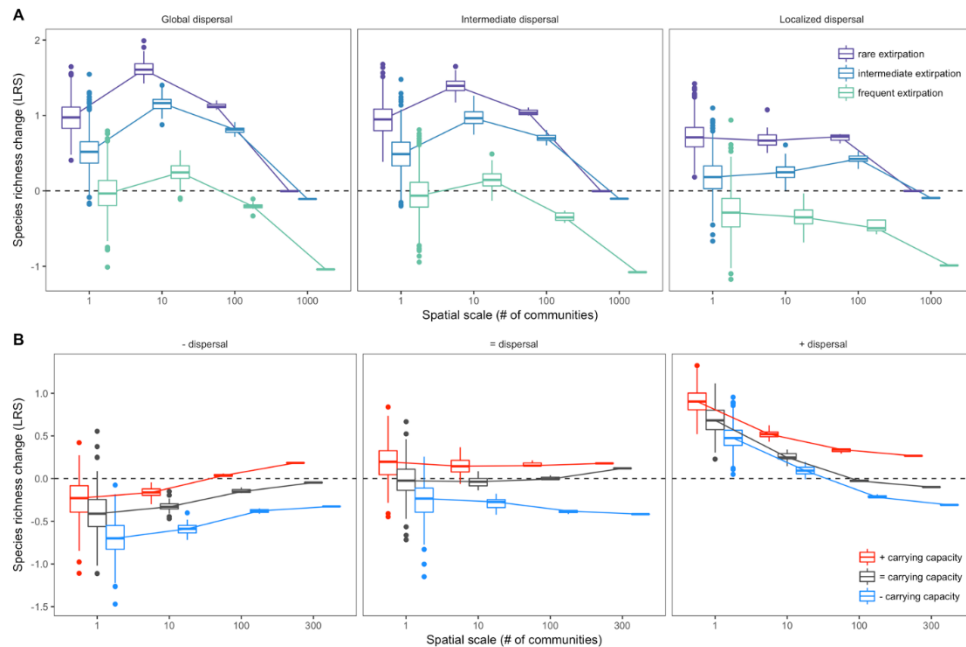 A
Global dispersal
Intermediate dispersal
Localized dispersal
Species richness change (LRS)
2
1
0
-1
rare extirpation
intermediate extirpation
frequent extirpation
1 10 100 1000
1 10 100 1000
1 10 100 1000
Spatial scale (# of communities)
B
- dispersal
= dispersal
+ dispersal
Species richness change (LRS)
1.0
0.5
0.0
-0.5
-1.0
-1.5
+ carrying capacity
= carrying capacity
- carrying capacity
1 10 100 300
1 10 100 300
1 10 100 300
Spatial scale (# of communities)